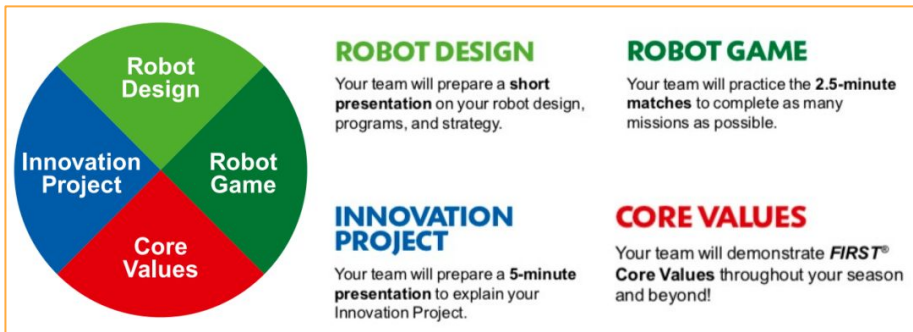 Robot
Design
Innovation
Project
Robot
Game
Core
Values
ROBOT DESIGN
Your team will prepare a short
presentation on your robot design,
programs, and strategy.
ROBOT GAME
Your team will practice the 2.5-minute
matches to complete as many
missions as possible.
INNOVATION
PROJECT
Your team will prepare a 5-minute
presentation to explain your
Innovation Project.
CORE VALUES
Your team will demonstrate FIRST®
Core Values throughout your season
and beyond!